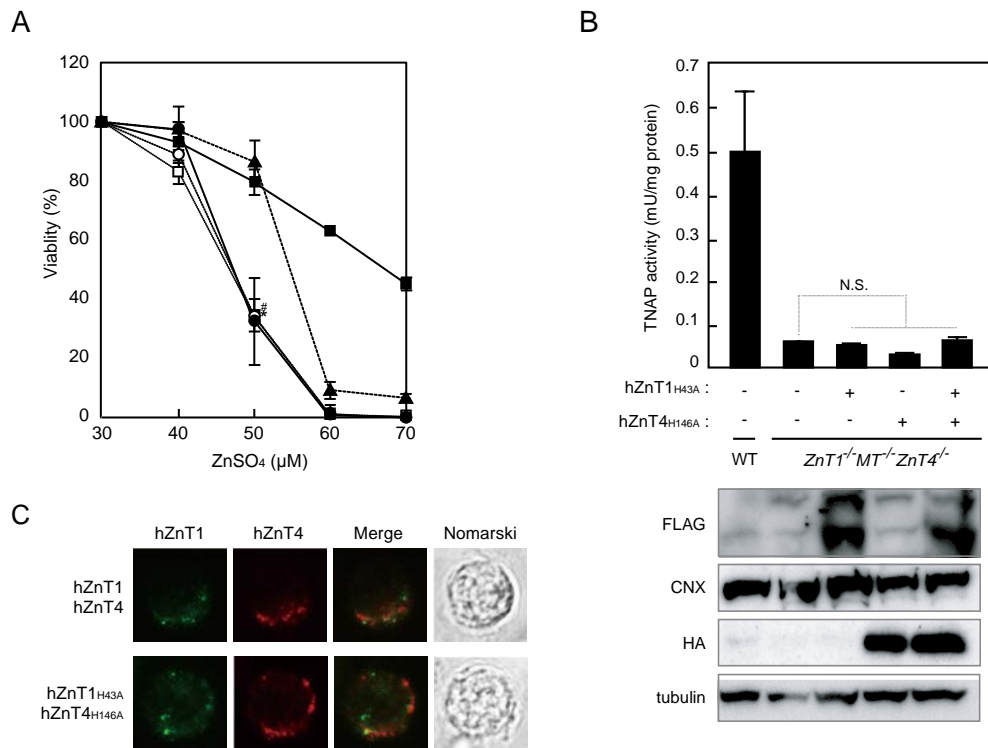 A
120
100
80
60
40
20
0
Viablity (%)
#
*
30 40 50 60 70
ZnSO4 (µM)
B
0.7
0.6
0.5
0.4
0.3
0.2
0.1
0
TNAP activity (mU/mg protein)
N.S.
hZnT1H43A : - - + - +
hZnT4H146A : - - - + +
WT ZnT1-/-MT-/-ZnT4-/-
FLAG
CNX
HA
tubulin
C
hZnT1 hZnT4 Merge Nomarski
hZnT1
hZnT4
hZnT1H43A
hZnT4H146A